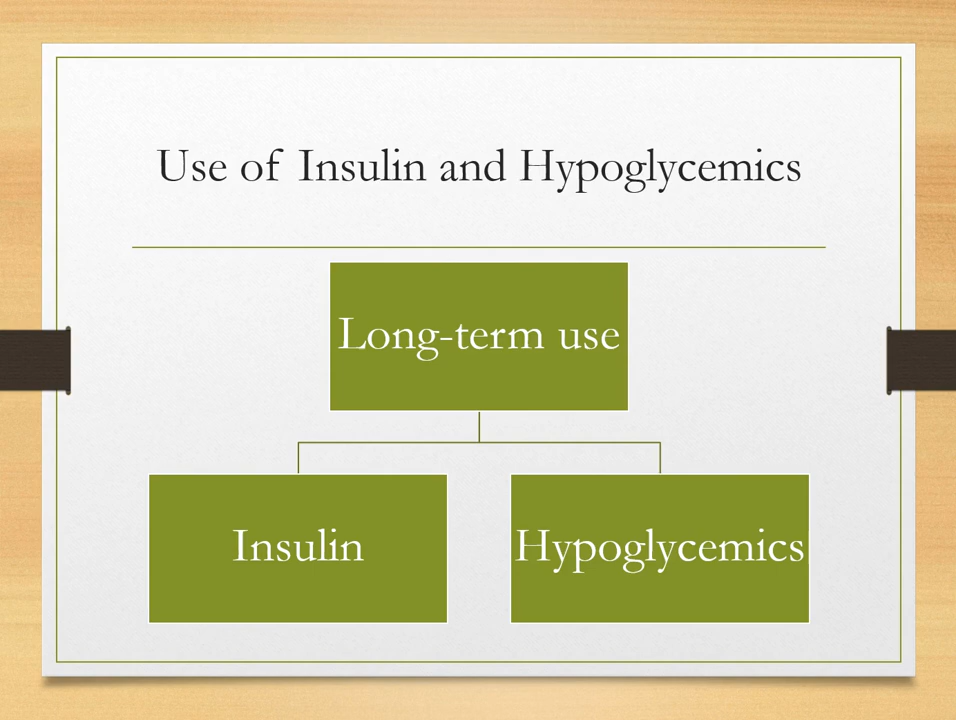 Use of Insulin and Hypoglycemics
Long-term use
Insulin
Hypoglycemics